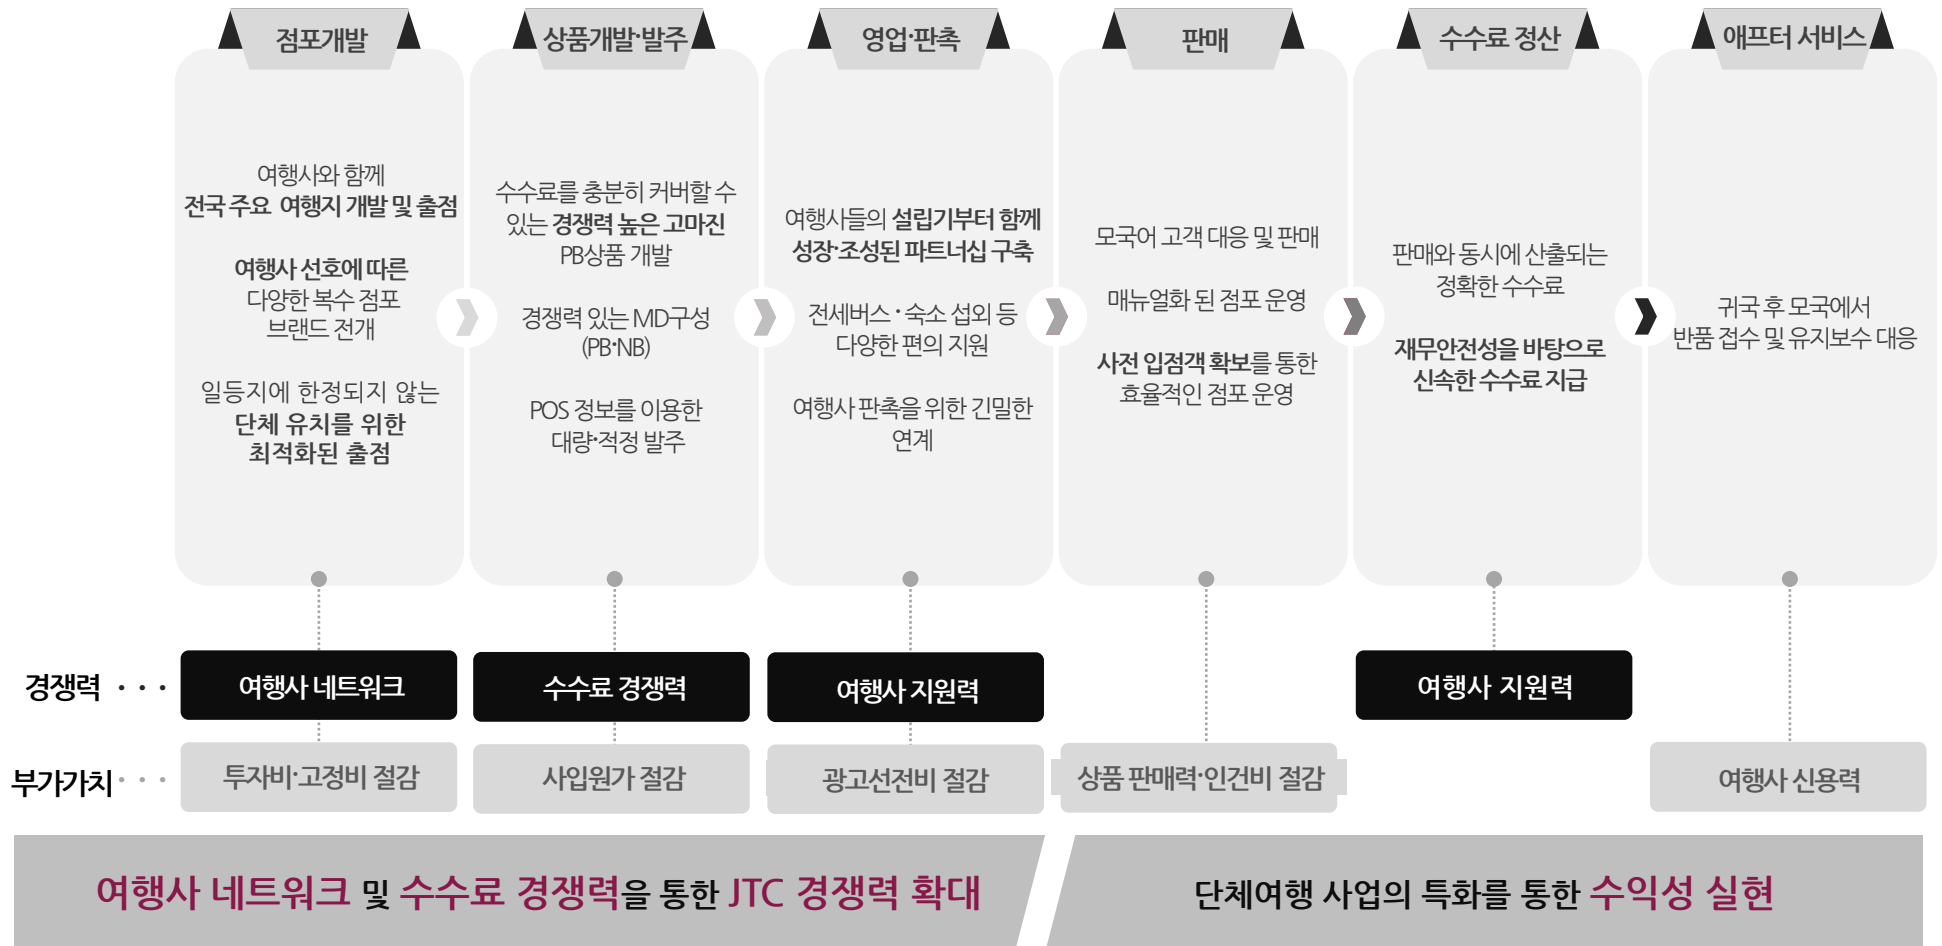 점포개발
여행사와 함께
전국 주요 여행지 개발 및 출점
여행사 선호에 따른
다양한 복수 점포
브랜드 전개
일등지에 한정되지 않는
단체 유치를 위한
최적화된 출점
상품개발·발주
수수료를 충분히 커버할 수
있는 경쟁력 높은 고마진
PB상품 개발
경쟁력 있는 MD구성
(PB·NB)
POS 정보를 이용한
대량·적정 발주
영업·판촉
여행사들의 설립기부터 함께
성장·조성된 파트너십 구축
전세버스·숙소 섭외 등
다양한 편의 지원
여행사 판촉을 위한 긴밀한
연계
판매
모국어 고객 대응 및 판매
매뉴얼화 된 점포 운영
사전 입점객 확보를 통한
효율적인 점포 운영
수수료 정산
판매와 동시에 산출되는
정확한 수수료
재무안전성을 바탕으로
신속한 수수료 지급
애프터 서비스
귀국 후 모국에서
반품 접수 및 유지보수 대응
경쟁력 · · ·
여행사 네트워크
수수료 경쟁력
여행사 지원력
여행사 지원력
부가가치 · · ·
투자비·고정비 절감
사입원가 절감
광고선전비 절감
상품 판매력·인건비 절감
여행사 신용력
여행사 네트워크 및 수수료 경쟁력을 통한 JTC 경쟁력 확대
단체여행 사업의 특화를 통한 수익성 실현